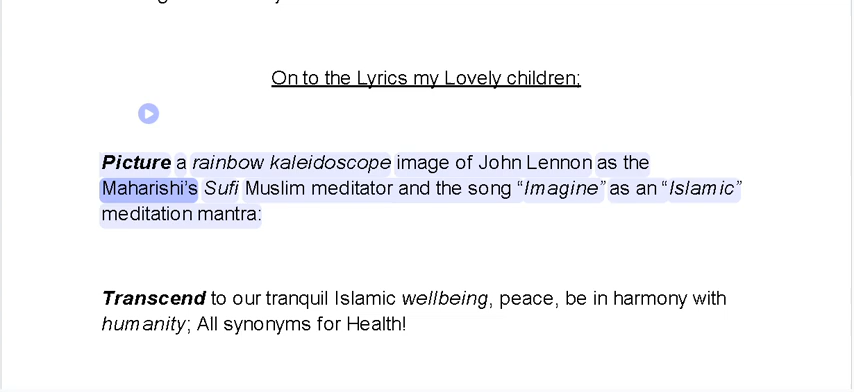 On to the Lyrics my Lovely children;
Picture a rainbow kaleidoscope image of John Lennon as the
Maharishi's Sufi Muslim meditator and the song “Imagine” as an “Islamic”
meditation mantra:
Transcend to our tranquil Islamic wellbeing, peace, be in harmony with
humanity; All synonyms for Health!